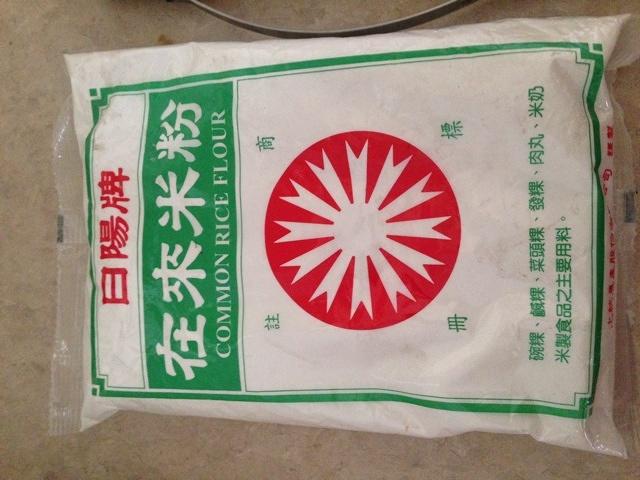 日陽牌
在來米粉
COMMON RICE FLOUR
商標
註冊
碗粿、鹹粿、菜頭粿、發粿、肉丸、米奶
米製食品之主要用料。